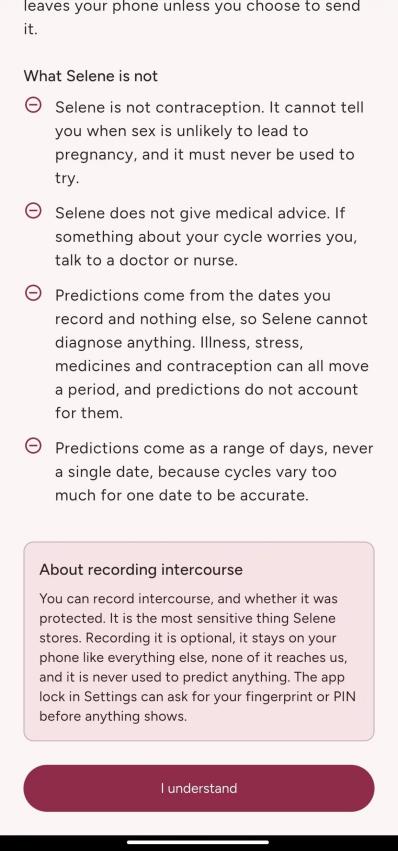 leaves your phone unless you choose to send
it.
What Selene is not
Selene is not contraception. It cannot tell
you when sex is unlikely to lead to
pregnancy, and it must never be used to
try.
Selene does not give medical advice. If
something about your cycle worries you,
talk to a doctor or nurse.
Predictions come from the dates you
record and nothing else, so Selene cannot
diagnose anything. Illness, stress,
medicines and contraception can all move
a period, and predictions do not account
for them.
Predictions come as a range of days, never
a single date, because cycles vary too
much for one date to be accurate.
About recording intercourse
You can record intercourse, and whether it was
protected. It is the most sensitive thing Selene
stores. Recording it is optional, it stays on your
phone like everything else, none of it reaches us,
and it is never used to predict anything. The app
lock in Settings can ask for your fingerprint or PIN
before anything shows.
I understand